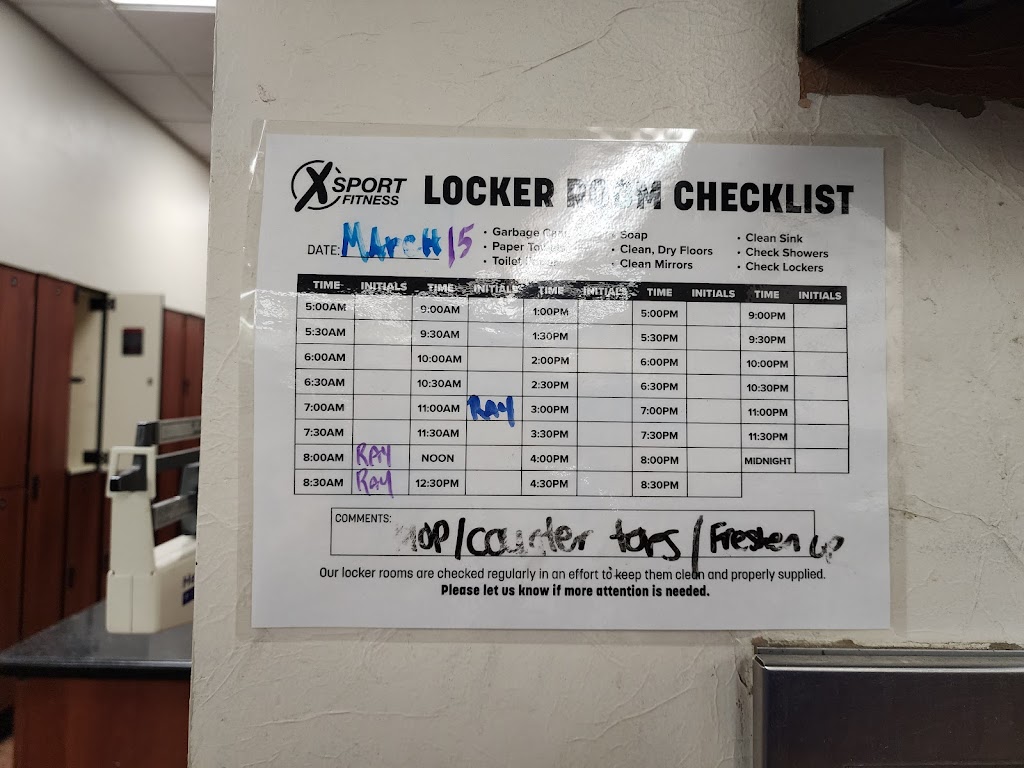 XSPORT FITNESS
LOCKER ROOM CHECKLIST
DATE: MArcH 15
• Garbage Can
• Paper Towels
• Toilet Paper
• Soap
• Clean, Dry Floors
• Clean Mirrors
• Clean Sink
• Check Showers
• Check Lockers
TIME INITIALS TIME INITIALS TIME INITIALS TIME INITIALS TIME INITIALS
5:00AM 9:00AM 1:00PM 5:00PM 9:00PM
5:30AM 9:30AM 1:30PM 5:30PM 9:30PM
6:00AM 10:00AM 2:00PM 6:00PM 10:00PM
6:30AM 10:30AM 2:30PM 6:30PM 10:30PM
7:00AM 11:00AM RAY 3:00PM 7:00PM 11:00PM
7:30AM 11:30AM 3:30PM 7:30PM 11:30PM
8:00AM RAY NOON 4:00PM 8:00PM MIDNIGHT
8:30AM Ray 12:30PM 4:30PM 8:30PM
COMMENTS: MOP/counter tops/Freshen up
Our locker rooms are checked regularly in an effort to keep them clean and properly supplied.
Please let us know if more attention is needed.